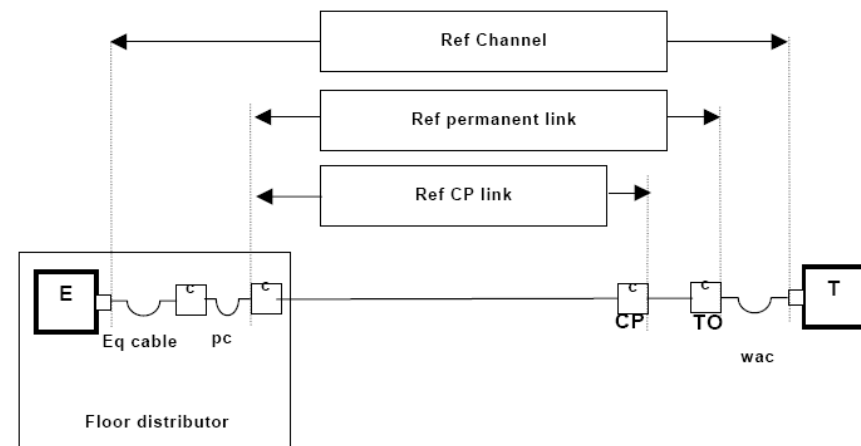 Ref Channel
Ref permanent link
Ref CP link
E
C
C
C
C
T
CP
TO
Eq cable
pc
wac
Floor distributor